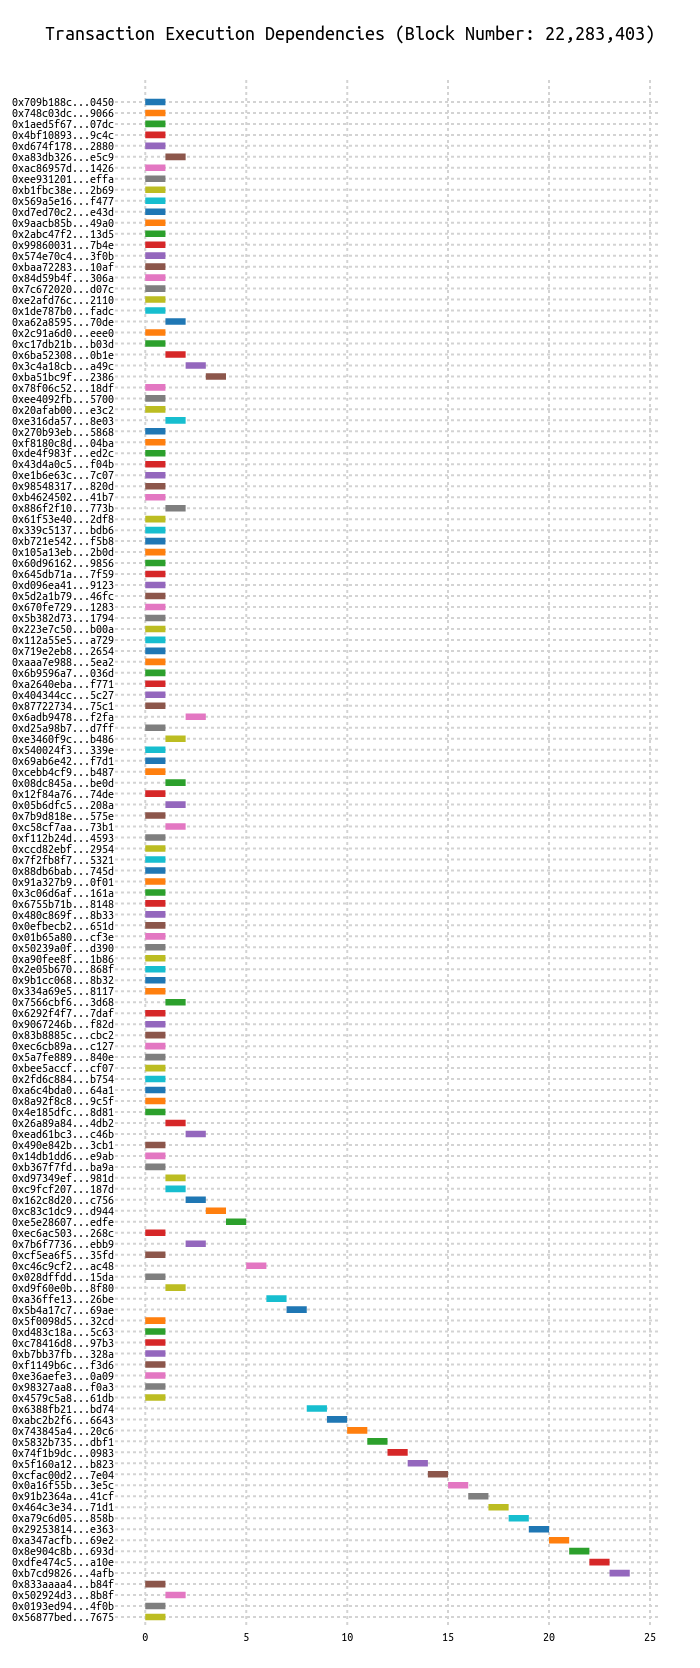 Transaction Execution Dependencies (Block Number: 22,283,403)
0x709b188c...0450
0x748c03dc...9066
0x1aed5f67...07dc
0x4bf10893...9c4c
0xd674f178...2880
0xa83db326...e5c9
0xac86957d...1426
0xee931201...effa
0xb1fbc38e...2b69
0x569a5e16...f477
0xd7ed70c2...e43d
0x9aacb85b...49a0
0x2abc47f2...13d5
0x99860031...7b4e
0x574e70c4...3f0b
0xbaa72283...10af
0x84d59b4f...306a
0x7c672020...d07c
0xe2afd76c...2110
0x1de787b0...fadc
0xa62a8595...70de
0x2c91a6d0...eee0
0xc17db21b...b03d
0x6ba52308...0b1e
0x3c4a18cb...a49c
0xba51bc9f...2386
0x78f06c52...18df
0xee4092fb...5700
0x20afab00...e3c2
0xe316da57...8e03
0x270b93eb...5868
0xf8180c8d...04ba
0xde4f983f...ed2c
0x43d4a0c5...f04b
0xe1b6e63c...7c07
0x98548317...820d
0xb4624502...41b7
0x886f2f10...773b
0x61f53e40...2df8
0x339c5137...bdb6
0xb721e542...f5b8
0x105a13eb...2b0d
0x60d96162...9856
0x645db71a...7f59
0xd096ea41...9123
0x5d2a1b79...46fc
0x670fe729...1283
0x5b382d73...1794
0x223e7c50...b00a
0x112a55e5...a729
0x719e2eb8...2654
0xaaa7e988...5ea2
0x6b9596a7...036d
0xa2640eba...f771
0x404344cc...5c27
0x87722734...75c1
0x6adb9478...f2fa
0xd25a98b7...d7ff
0xe3460f9c...b486
0x540024f3...339e
0x69ab6e42...f7d1
0xcebb4cf9...b487
0x08dc845a...be0d
0x12f84a76...74de
0x05b6dfc5...208a
0x7b9d818e...575e
0xc58cf7aa...73b1
0xf112b24d...4593
0xccd82ebf...2954
0x7f2fb8f7...5321
0x88db6bab...745d
0x91a327b9...0f01
0x3c06d6af...161a
0x6755b71b...8148
0x480c869f...8b33
0x0efbecb2...651d
0x01b65a80...cf3e
0x50239a0f...d390
0xa90fee8f...1b86
0x2e05b670...868f
0x9b1cc068...8b32
0x334a69e5...8117
0x7566cbf6...3d68
0x6292f4f7...7daf
0x9067246b...f82d
0x83b8885c...cbc2
0xec6cb89a...c127
0x5a7fe889...840e
0xbee5accf...cf07
0x2fd6c884...b754
0xa6c4bda0...64a1
0x8a92f8c8...9c5f
0x4e185dfc...8d81
0x26a89a84...4db2
0xead61bc3...c46b
0x490e842b...3cb1
0x14db1dd6...e9ab
0xb367f7fd...ba9a
0xd97349ef...981d
0xc9fcf207...187d
0x162c8d20...c756
0xc83c1dc9...d944
0xe5e28607...edfe
0xec6ac503...268c
0x7b6f7736...ebb9
0xcf5ea6f5...35fd
0xc46c9cf2...ac48
0x028dffdd...15da
0xd9f60e0b...8f80
0xa36ffe13...26be
0x5b4a17c7...69ae
0x5f0098d5...32cd
0xd483c18a...5c63
0xc78416d8...97b3
0xb7bb37fb...328a
0xf1149b6c...f3d6
0xe36aefe3...0a09
0x98327aa8...f0a3
0x4579c5a8...61db
0x6388fb21...bd74
0xabc2b2f6...6643
0x743845a4...20c6
0x5832b735...dbf1
0x74f1b9dc...0983
0x5f160a12...b823
0xcfac00d2...7e04
0x0a16f55b...3e5c
0x91b2364a...41cf
0x464c3e34...71d1
0xa79c6d05...858b
0x29253814...e363
0xa347acfb...69e2
0x8e904c8b...693d
0xdfe474c5...a10e
0xb7cd9826...4afb
0x833aaaa4...b84f
0x502924d3...8b8f
0x0193ed94...4f0b
0x56877bed...7675
0 5 10 15 20 25